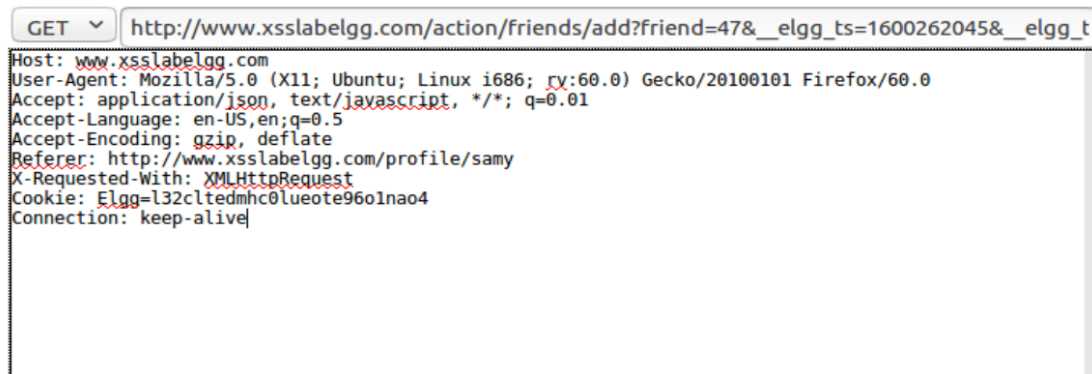 GET http://www.xsslabelgg.com/action/friends/add?friend=47&__elgg_ts=1600262045&__elgg_t
Host: www.xsslabelgg.com
User-Agent: Mozilla/5.0 (X11; Ubuntu; Linux i686; rv:60.0) Gecko/20100101 Firefox/60.0
Accept: application/json, text/javascript, */*; q=0.01
Accept-Language: en-US,en;q=0.5
Accept-Encoding: gzip, deflate
Referer: http://www.xsslabelgg.com/profile/samy
X-Requested-With: XMLHttpRequest
Cookie: Elgg=l32cltedmhc0lueote96o1nao4
Connection: keep-alive